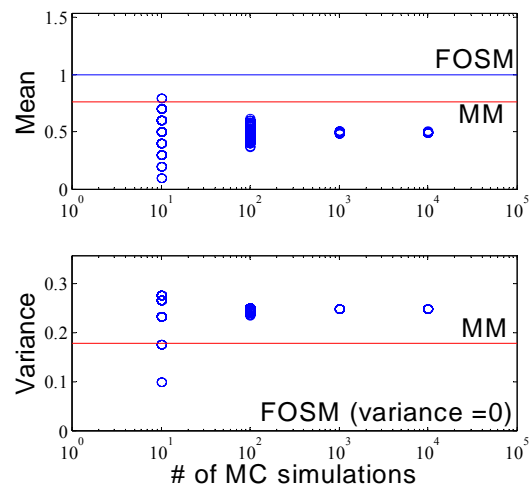 1.5
FOSM
1
MM
0.5
0
Mean
10^0 10^1 10^2 10^3 10^4 10^5
0.3
0.2
MM
0.1
FOSM (variance =0)
0
Variance
10^0 10^1 10^2 10^3 10^4 10^5
# of MC simulations